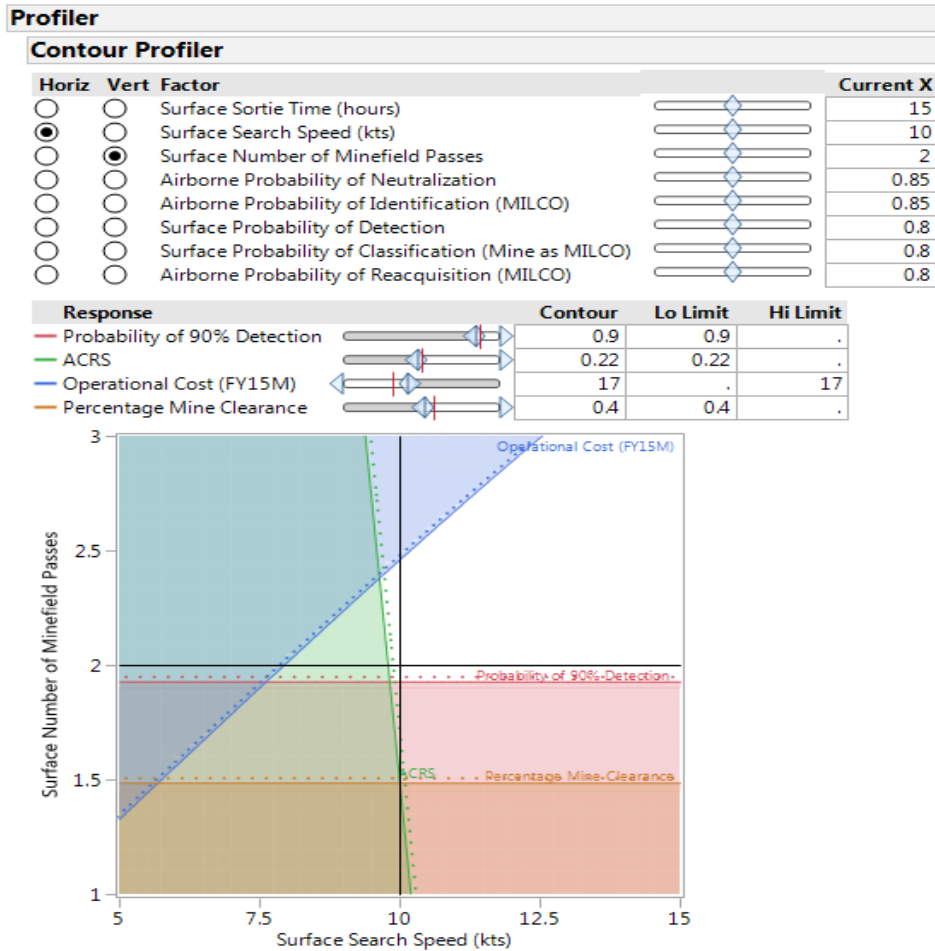 Profiler
Contour Profiler
Horiz Vert Factor Current X
Surface Sortie Time (hours) 15
Surface Search Speed (kts) 10
Surface Number of Minefield Passes 2
Airborne Probability of Neutralization 0.85
Airborne Probability of Identification (MILCO) 0.85
Surface Probability of Detection 0.8
Surface Probability of Classification (Mine as MILCO) 0.8
Airborne Probability of Reacquisition (MILCO) 0.8
Response Contour Lo Limit Hi Limit
Probability of 90% Detection 0.9 0.9 .
ACRS 0.22 0.22 .
Operational Cost (FY15M) 17 . 17
Percentage Mine Clearance 0.4 0.4 .
3
Operational Cost (FY15M)
2.5
2
Probability of 90% Detection
1.5
ACRS
Percentage Mine Clearance
1
Surface Number of Minefield Passes
5 7.5 10 12.5 15
Surface Search Speed (kts)